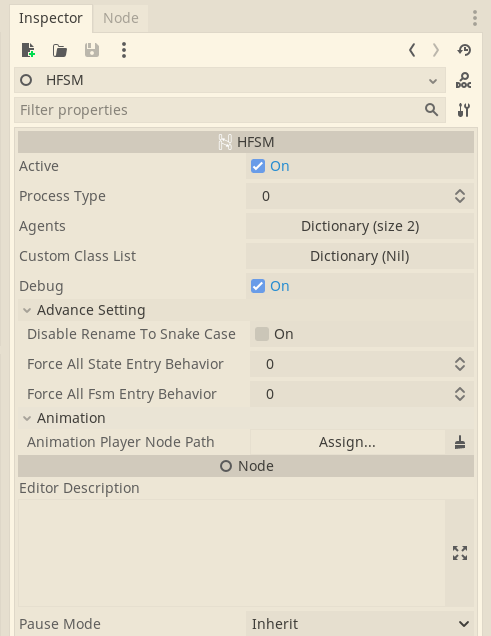 Inspector Node
HFSM
DOC
Filter properties
HFSM
Active On
Process Type 0
Agents Dictionary (size 2)
Custom Class List Dictionary (Nil)
Debug On
Advance Setting
Disable Rename To Snake Case On
Force All State Entry Behavior 0
Force All Fsm Entry Behavior 0
Animation
Animation Player Node Path Assign...
Node
Editor Description
Pause Mode Inherit